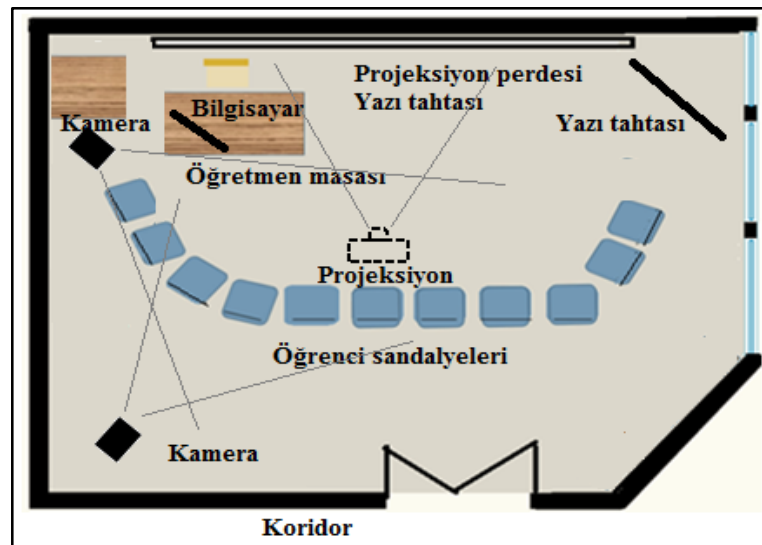 Projeksiyon perdesi
Yazı tahtası
Bilgisayar
Kamera
Yazı tahtası
Öğretmen masası
Projeksiyon
Öğrenci sandalyeleri
Kamera
Koridor